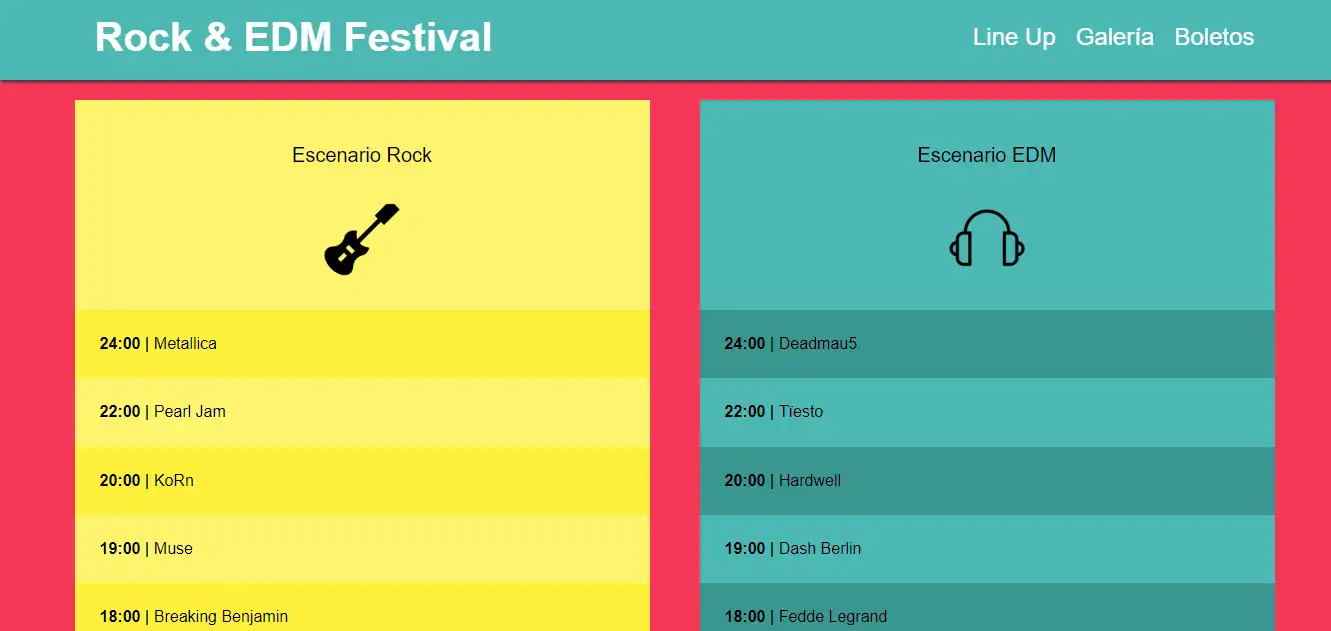 Rock & EDM Festival
Line Up Galería Boletos
Escenario Rock
24:00 | Metallica
22:00 | Pearl Jam
20:00 | KoRn
19:00 | Muse
18:00 | Breaking Benjamin
Escenario EDM
24:00 | Deadmau5
22:00 | Tïesto
20:00 | Hardwell
19:00 | Dash Berlin
18:00 | Fedde Legrand